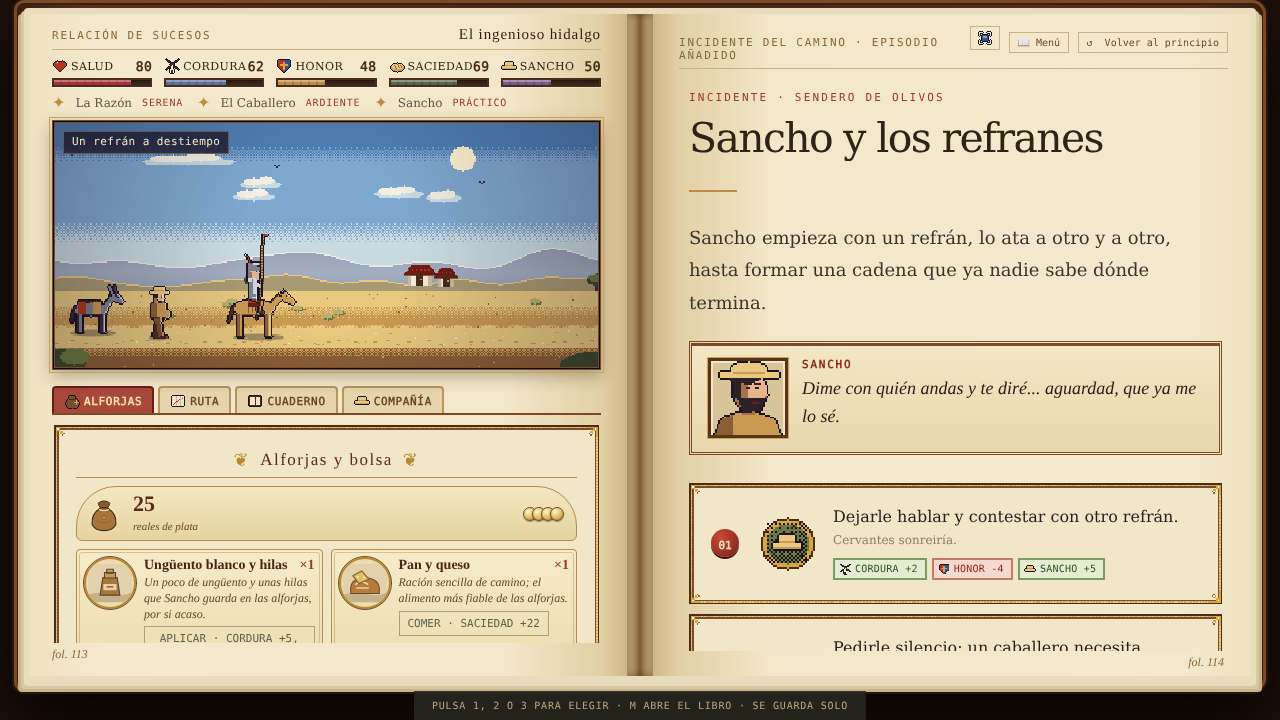 RELACIÓN DE SUCESOS
El ingenioso hidalgo
SALUD 80
CORDURA 62
HONOR 48
SACIEDAD 69
SANCHO 50
La Razón SERENA
El Caballero ARDIENTE
Sancho PRÁCTICO
Un refrán a destiempo
ALFORJAS
RUTA
CUADERNO
COMPAÑÍA
Alforjas y bolsa
25
reales de plata
Ungüento blanco y hilas ×1
Un poco de ungüento y unas hilas
que Sancho guarda en las alforjas,
por si acaso.
APLICAR · CORDURA +5,
Pan y queso ×1
Ración sencilla de camino; el
alimento más fiable de las alforjas.
COMER · SACIEDAD +22
fol. 113
INCIDENTE DEL CAMINO · EPISODIO
AÑADIDO
Menú
↺ Volver al principio
INCIDENTE · SENDERO DE OLIVOS
Sancho y los refranes
Sancho empieza con un refrán, lo ata a otro y a otro,
hasta formar una cadena que ya nadie sabe dónde
termina.
SANCHO
Dime con quién andas y te diré... aguardad, que ya me
lo sé.
01
Dejarle hablar y contestar con otro refrán.
Cervantes sonreiría.
CORDURA +2
HONOR -4
SANCHO +5
Pedirle silencio: un caballero necesita
fol. 114
PULSA 1, 2 O 3 PARA ELEGIR · M ABRE EL LIBRO · SE GUARDA SOLO